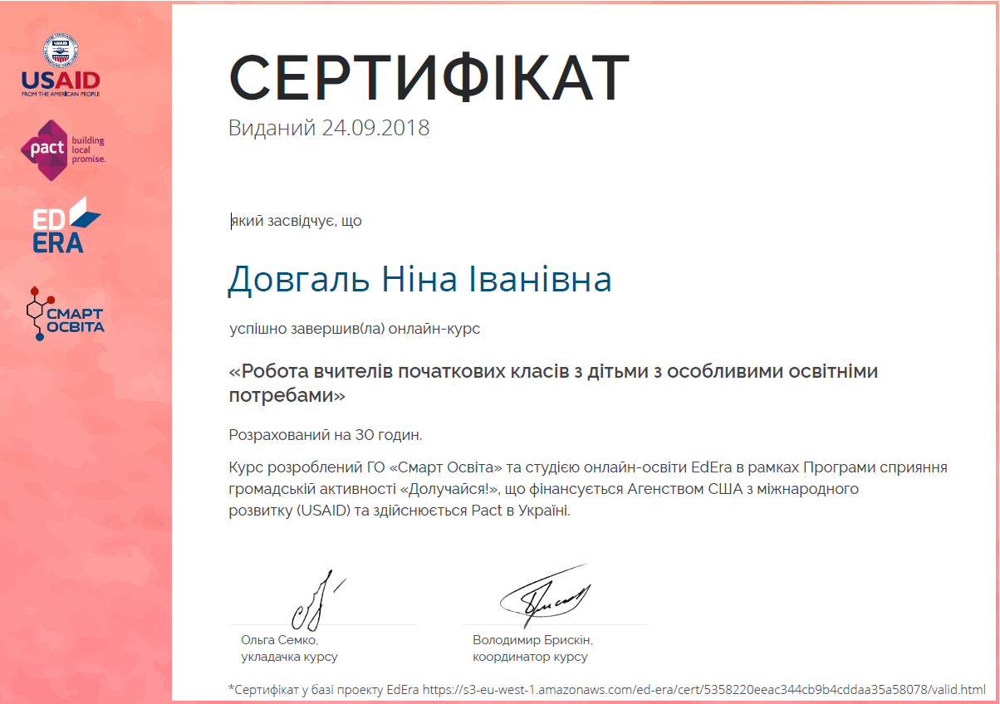 USAID
FROM THE AMERICAN PEOPLE
pact
building
local
promise.
ED
ERA
СМАРТ
ОСВІТА
СЕРТИФІКАТ
Виданий 24.09.2018
який засвідчує, що
Довгаль Ніна Іванівна
успішно завершив(ла) онлайн-курс
«Робота вчителів початкових класів з дітьми з особливими освітніми
потребами»
Розрахований на 30 годин.
Курс розроблений ГО «Смарт Освіта» та студією онлайн-освіти EdEra в рамках Програми сприяння
громадській активності «Долучайся!», що фінансується Агенством США з міжнародного
розвитку (USAID) та здійснюється Pact в Україні.
Ольга Семко,
укладачка курсу
Володимир Брискін,
координатор курсу
*Сертифікат у базі проекту EdEra https://s3-eu-west-1.amazonaws.com/ed-era/cert/5358220eeac344cb9b4cddaa35a58078/valid.html